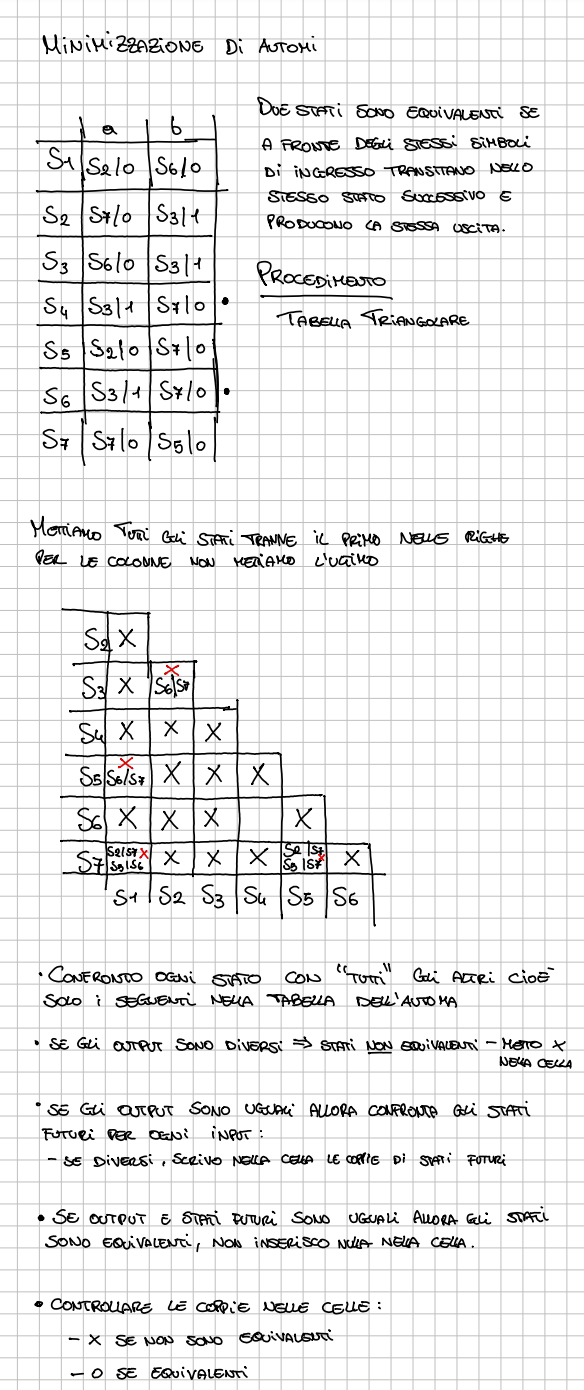 MINIMIZZAZIONE DI AUTOMI
a b
S1 S2/0 S6/0
S2 S7/0 S3/1
S3 S6/0 S3/1
S4 S3/1 S7/0 •
S5 S2/0 S7/0
S6 S3/1 S7/0 •
S7 S7/0 S5/0
DUE STATI SONO EQUIVALENTI SE
A FRONTE DEGLI STESSI SIMBOLI
DI INGRESSO TRANSITANO NELLO
STESSO STATO SUCCESSIVO E
PRODUCONO LA STESSA USCITA.
PROCEDIMENTO
TABELLA TRIANGOLARE
METTIAMO TUTTI GLI STATI TRANNE IL PRIMO NELLE RIGHE
PER LE COLONNE NON METTIAMO L'ULTIMO
S2 X
S3 X X S6/S7
S4 X X X
S5 X S6/S7 X X X
S6 X X X X
S7 S2/S7 X S5/S6 X X X S2/S7 X S5/S7 X
S1 S2 S3 S4 S5 S6
• CONFRONTO OGNI STATO CON "TUTTI" GLI ALTRI CIOÈ
SOLO I SEGUENTI NELLA TABELLA DELL'AUTOMA
• SE GLI OUTPUT SONO DIVERSI ⇒ STATI NON EQUIVALENTI – METTO X
NELLA CELLA
• SE GLI OUTPUT SONO UGUALI ALLORA CONFRONTA GLI STATI
FUTURI PER OGNI INPUT:
– SE DIVERSI, SCRIVO NELLA CELLA LE COPPIE DI STATI FUTURI
• SE OUTPUT E STATI FUTURI SONO UGUALI ALLORA GLI STATI
SONO EQUIVALENTI, NON INSERISCO NULLA NELLA CELLA.
• CONTROLLARE LE COPPIE NELLE CELLE:
– X SE NON SONO EQUIVALENTI
– O SE EQUIVALENTI